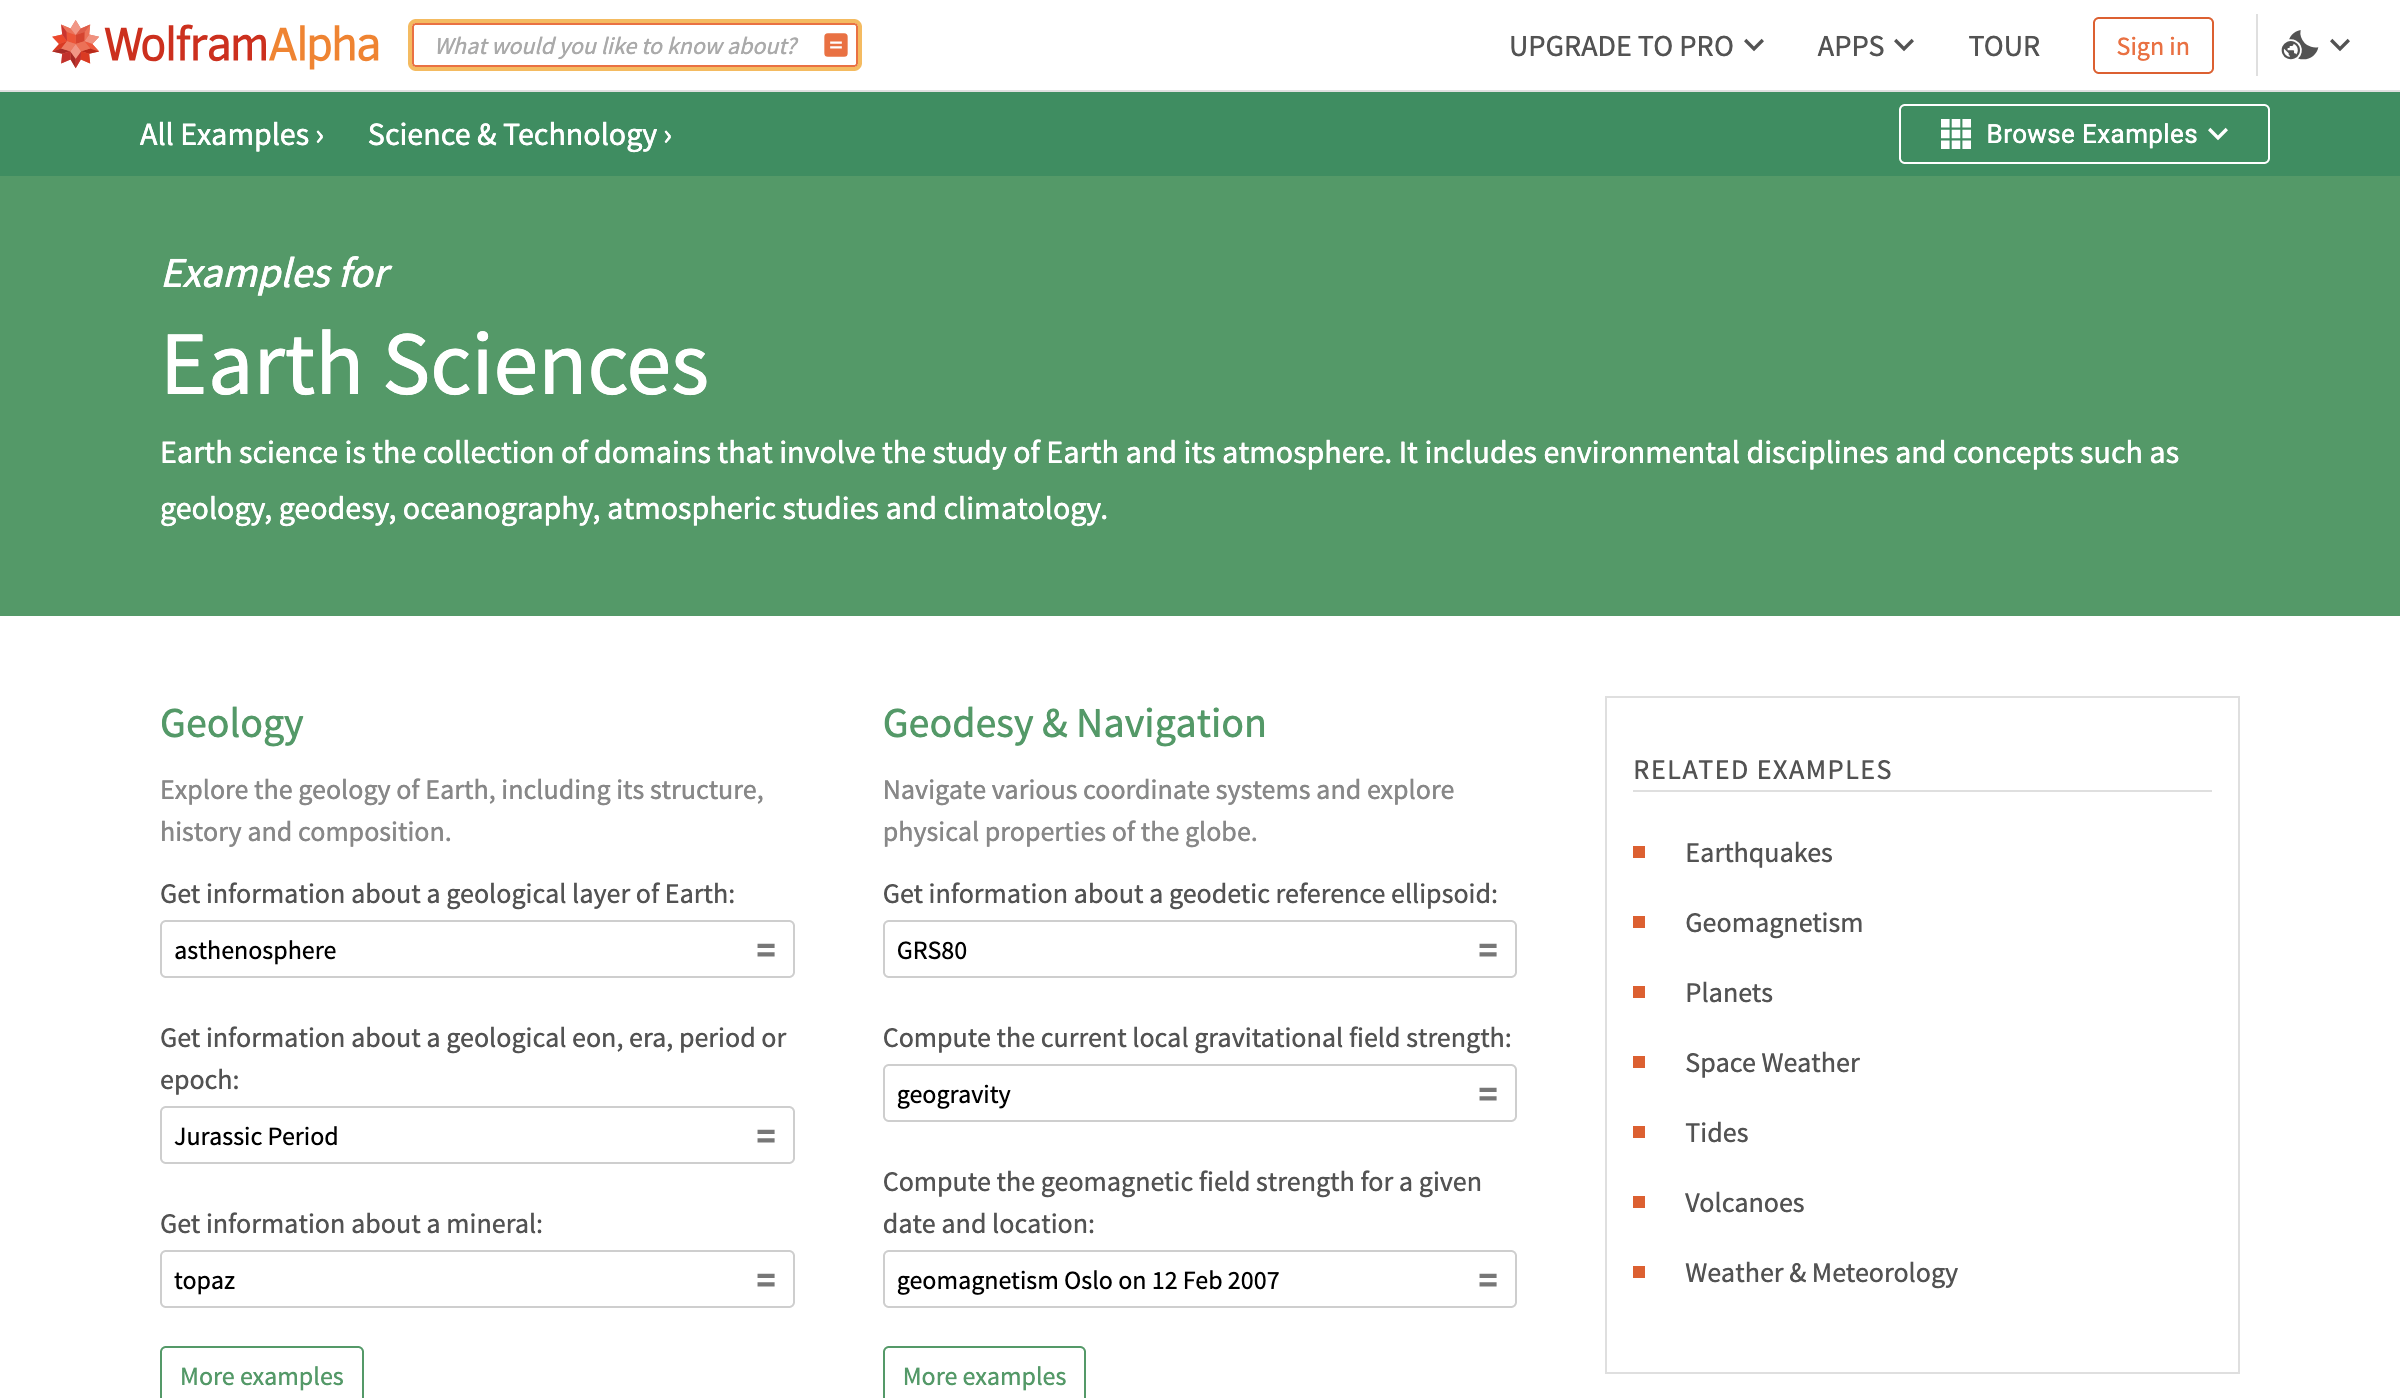 WolframAlpha
What would you like to know about?
UPGRADE TO PRO
APPS
TOUR
Sign in
All Examples ›
Science & Technology ›
Browse Examples
Examples for
Earth Sciences
Earth science is the collection of domains that involve the study of Earth and its atmosphere. It includes environmental disciplines and concepts such as
geology, geodesy, oceanography, atmospheric studies and climatology.
Geology
Explore the geology of Earth, including its structure,
history and composition.
Get information about a geological layer of Earth:
asthenosphere
Get information about a geological eon, era, period or
epoch:
Jurassic Period
Get information about a mineral:
topaz
More examples
Geodesy & Navigation
Navigate various coordinate systems and explore
physical properties of the globe.
Get information about a geodetic reference ellipsoid:
GRS80
Compute the current local gravitational field strength:
geogravity
Compute the geomagnetic field strength for a given
date and location:
geomagnetism Oslo on 12 Feb 2007
More examples
RELATED EXAMPLES
Earthquakes
Geomagnetism
Planets
Space Weather
Tides
Volcanoes
Weather & Meteorology